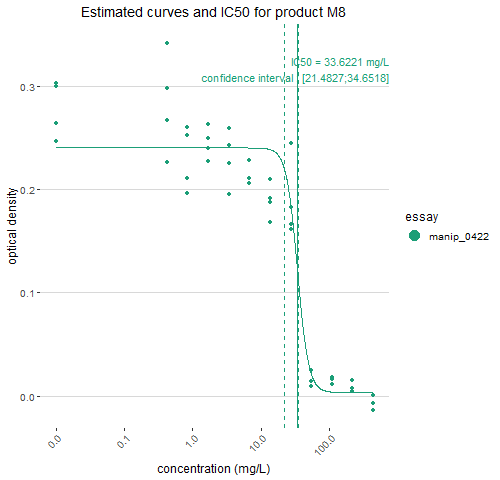 Estimated curves and IC50 for product M8
IC50 = 33.6221 mg/L
confidence interval : [21.4827;34.6518]
0.3
0.2
0.1
0.0
optical density
0.0 0.1 1.0 10.0 100.0
concentration (mg/L)
essay
manip_0422